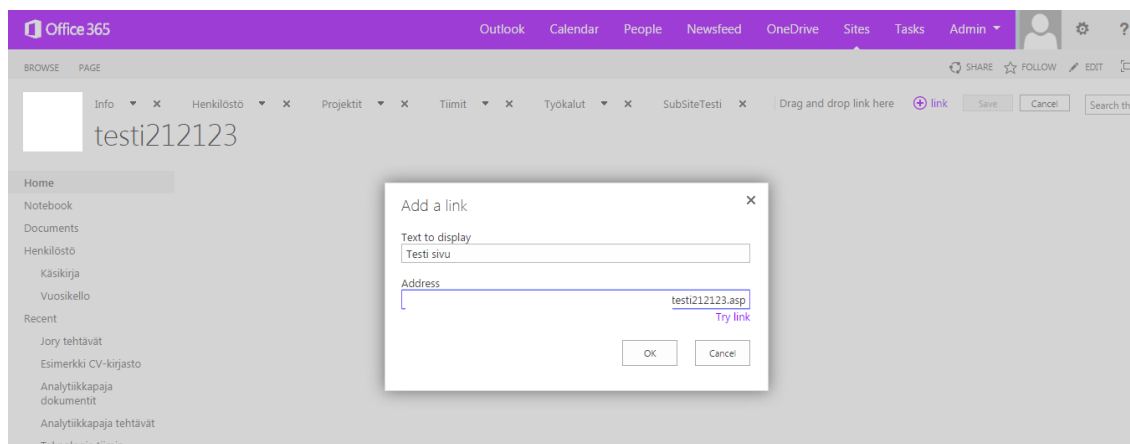 Office 365 Outlook Calendar People Newsfeed OneDrive Sites Tasks Admin ?
BROWSE PAGE SHARE FOLLOW EDIT
Info Henkilöstö Projektit Tiimit Työkalut SubSiteTesti Drag and drop link here link Save Cancel Search th
testi212123
Home
Notebook
Documents
Henkilöstö
Käsikirja
Vuosikello
Recent
Jory tehtävät
Esimerkki CV-kirjasto
Analytiikkapaja
dokumentit
Analytiikkapaja tehtävät
Add a link
Text to display
Testi sivu
Address
testi212123.asp
Try link
OK Cancel